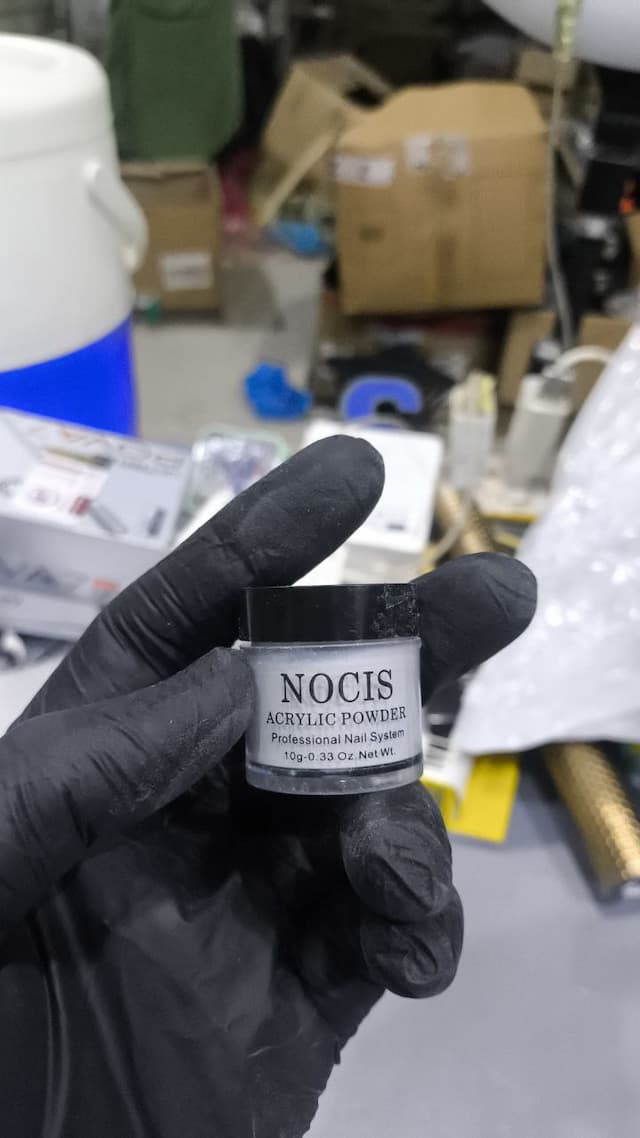 NOCIS
ACRYLIC POWDER
Professional Nail System
10g-0.33 Oz.Net Wt.